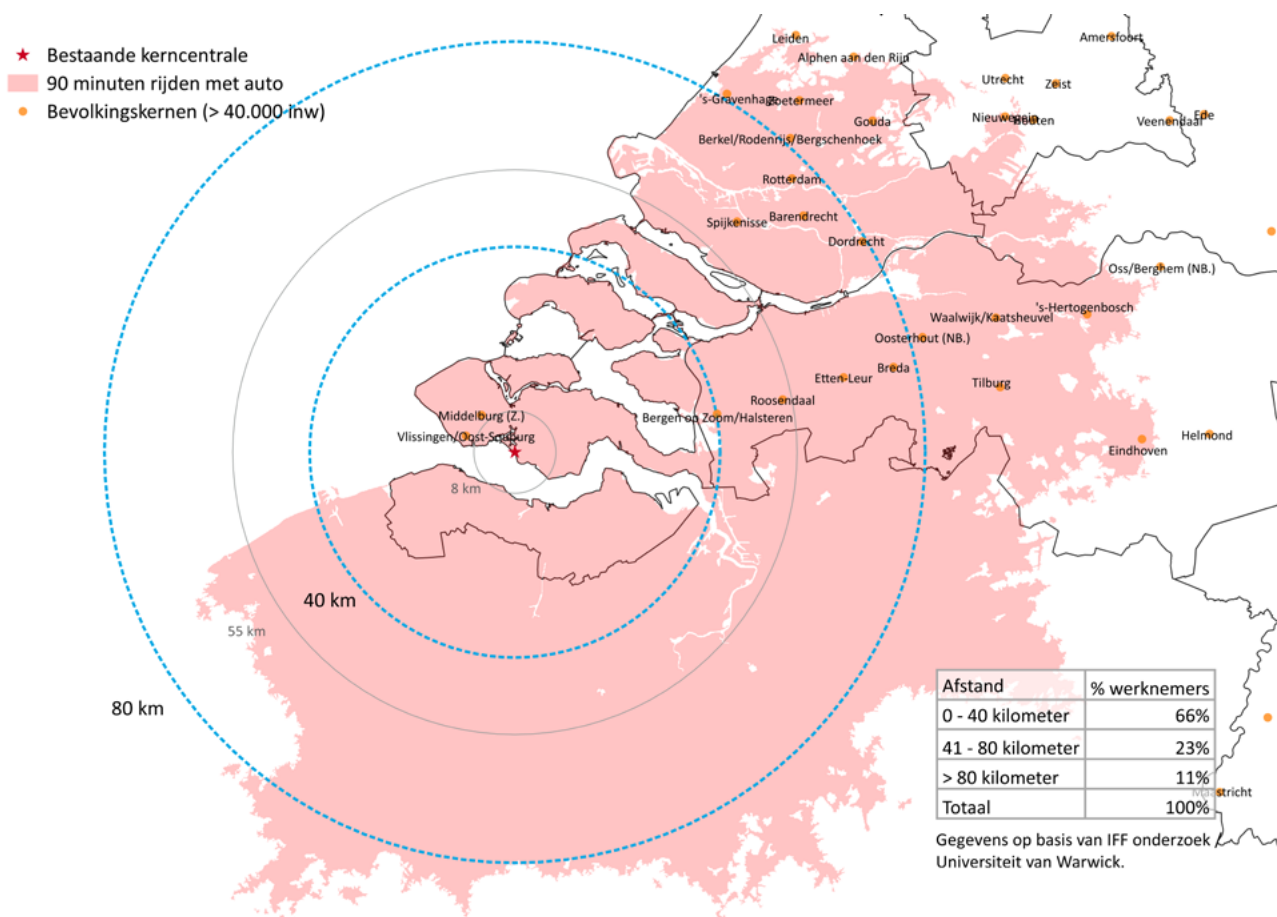 Bestaande kerncentrale
90 minuten rijden met auto
Bevolkingskernen (> 40.000 inw)
Leiden
Alphen aan den Rijn
Amersfoort
Utrecht
Zeist
's-Gravenhage
Zoetermeer
Gouda
Nieuwegein
Houten
Veenendaal
Ede
Berkel/Rodenrijs/Bergschenhoek
Rotterdam
Spijkenisse
Barendrecht
Dordrecht
Oss/Berghem (NB.)
's-Hertogenbosch
Waalwijk/Kaatsheuvel
Oosterhout (NB.)
Breda
Etten-Leur
Tilburg
Roosendaal
Middelburg (Z.)
Bergen op Zoom/Halsteren
Vlissingen/Oost-Souburg
Helmond
Eindhoven
8 km
40 km
55 km
80 km
Afstand % werknemers
0 - 40 kilometer 66%
41 - 80 kilometer 23%
> 80 kilometer 11%
Totaal 100%
Maastricht
Gegevens op basis van IFF onderzoek /
Universiteit van Warwick.